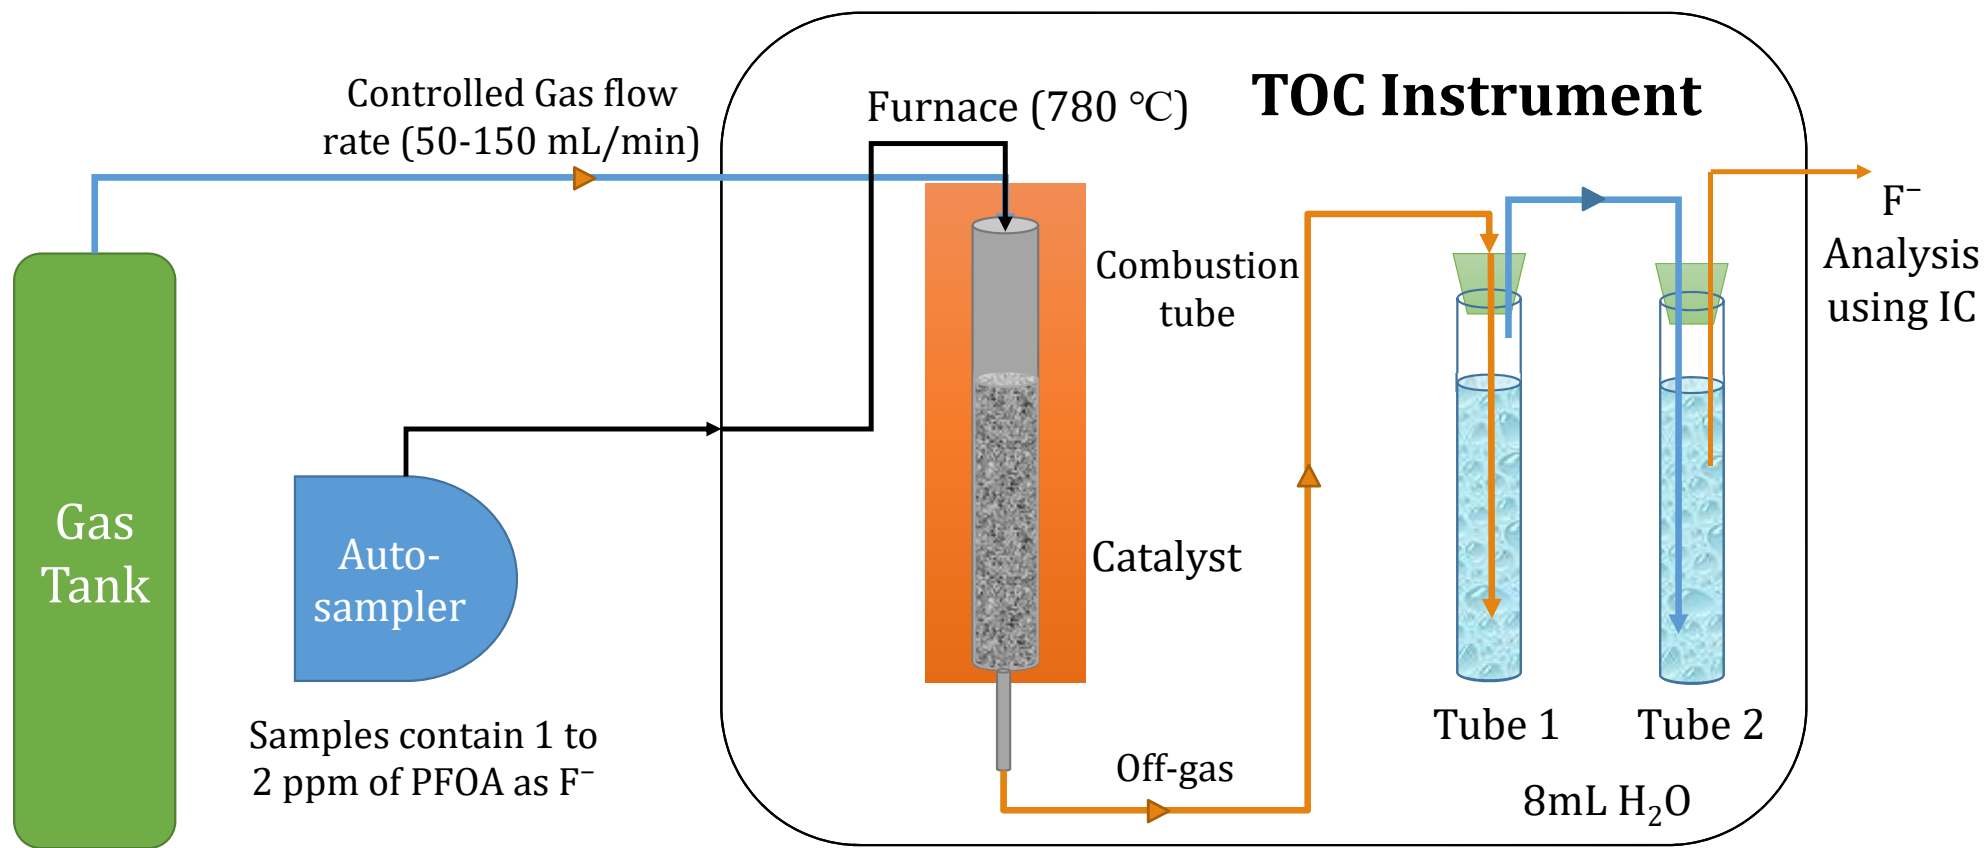 TOC Instrument
Controlled Gas flow
rate (50-150 mL/min)
Furnace (780 ℃)
F⁻
Analysis
using IC
Combustion
tube
Gas
Tank
Auto-
sampler
Catalyst
Samples contain 1 to
2 ppm of PFOA as F⁻
Off-gas
Tube 1
Tube 2
8mL H₂O